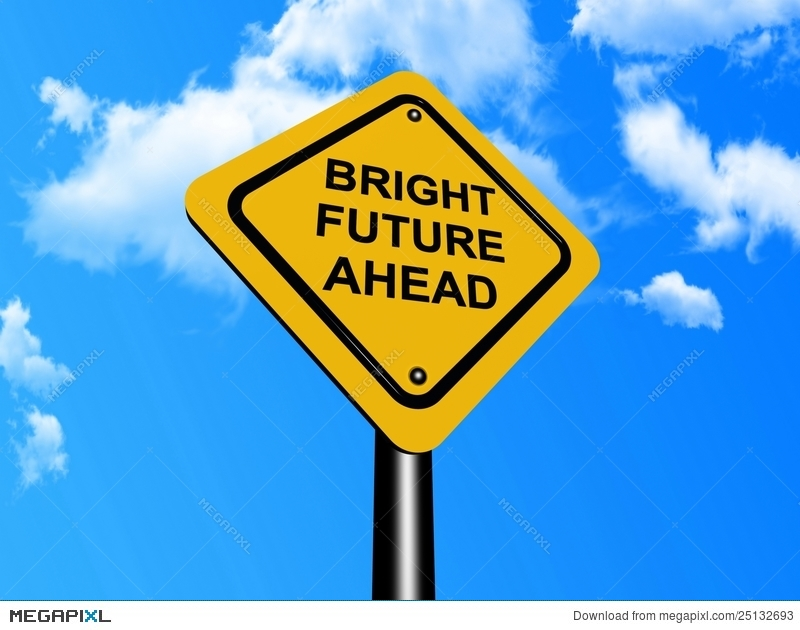 BRIGHT
FUTURE
AHEAD
MEGAPIXL
Download from megapixl.com/25132693